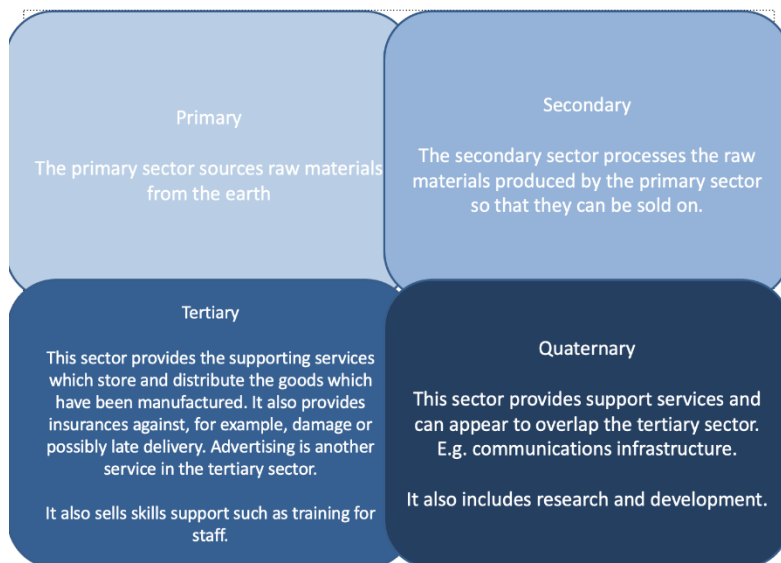 Primary
The primary sector sources raw materials
from the earth
Secondary
The secondary sector processes the raw
materials produced by the primary sector
so that they can be sold on.
Tertiary
This sector provides the supporting services
which store and distribute the goods which
have been manufactured. It also provides
insurances against, for example, damage or
possibly late delivery. Advertising is another
service in the tertiary sector.
It also sells skills support such as training for
staff.
Quaternary
This sector provides support services and
can appear to overlap the tertiary sector.
E.g. communications infrastructure.
It also includes research and development.